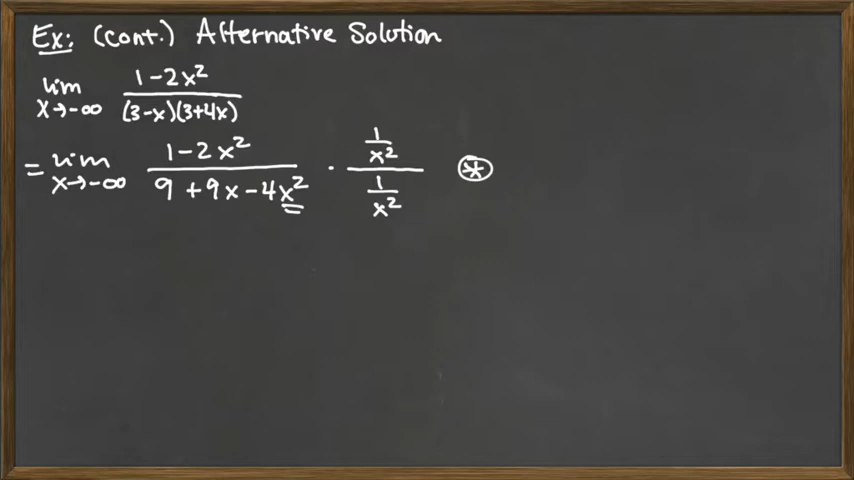 Ex: (cont.) Alternative Solution
lim x→-∞ (1-2x²)/((3-x)(3+4x))
= lim x→-∞ (1-2x²)/(9+9x-4x²) · (1/x²)/(1/x²) ⊛